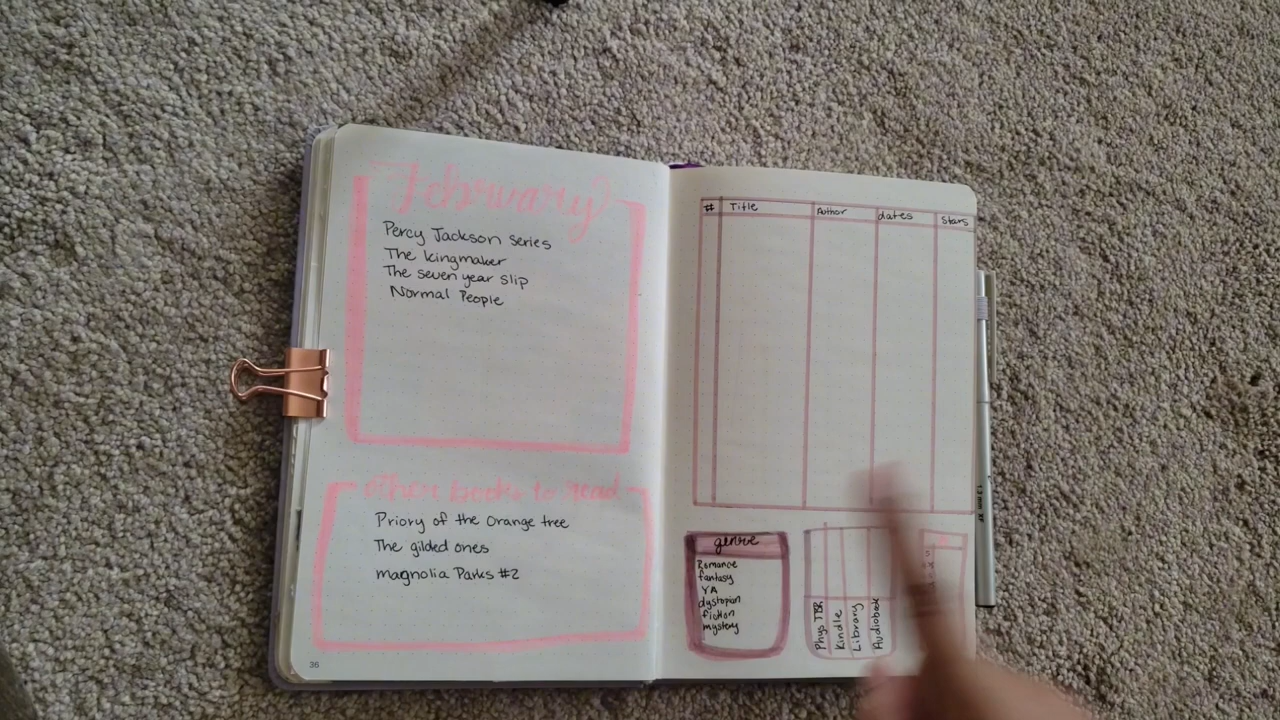 February
Percy Jackson series
The kingmaker
The seven year slip
Normal People
other books to read
Priory of the Orange tree
The gilded ones
magnolia Parks #2
36
# Title Author dates Stars
genre
Romance
fantasy
YA
dystopian
fiction
mystery
Phys TBR
Kindle
Library
Audiobook